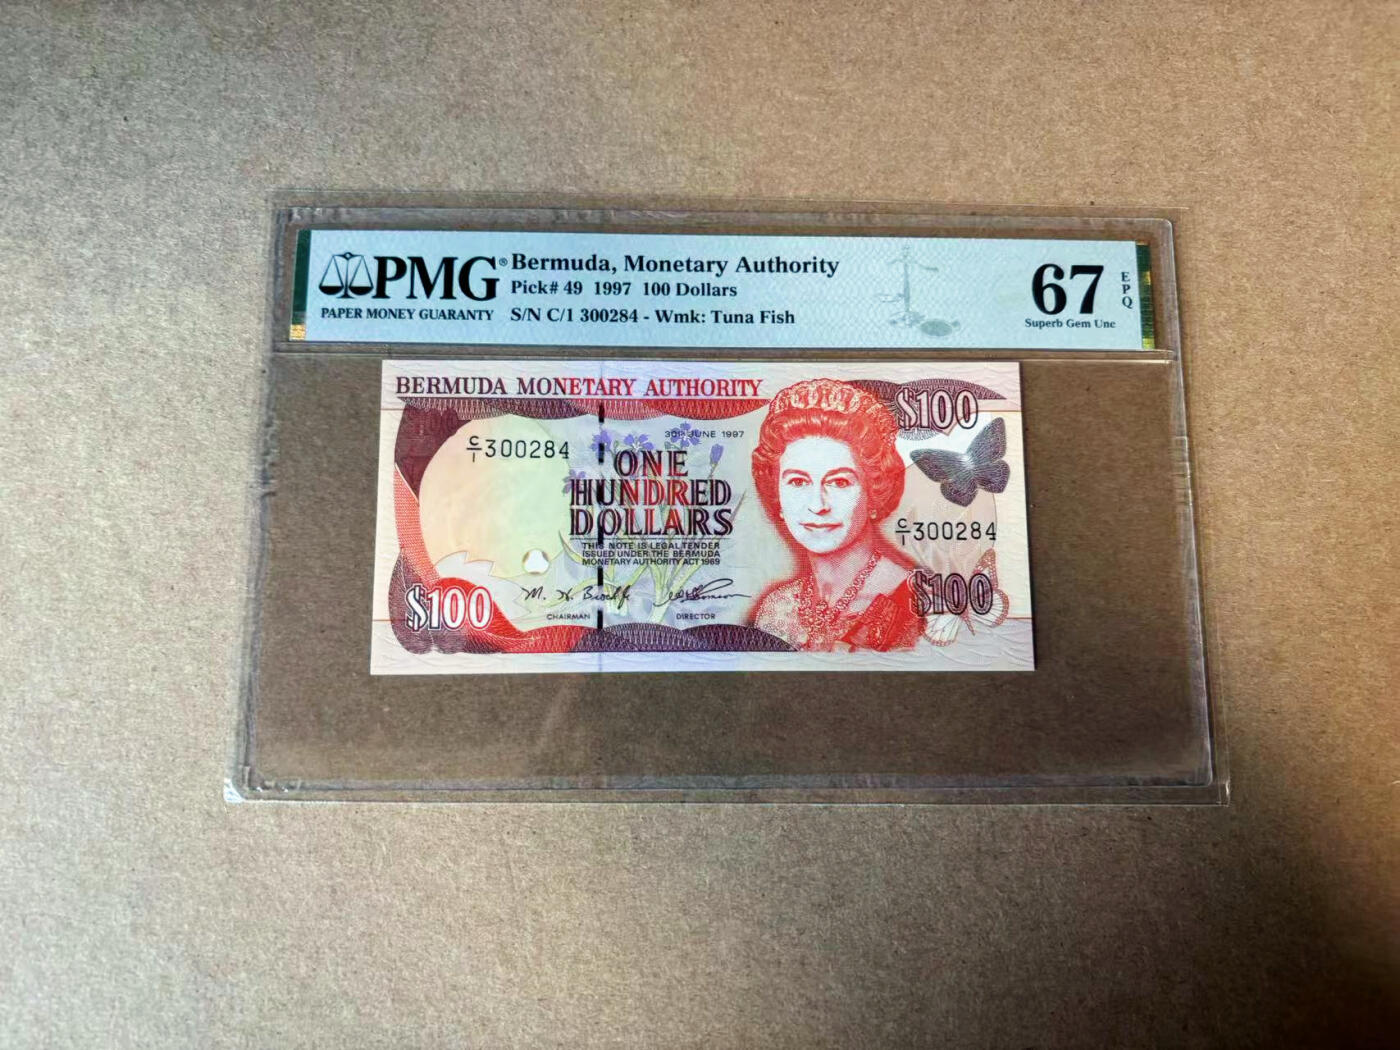 PMG®
PAPER MONEY GUARANTY
Bermuda, Monetary Authority
Pick# 49 1997 100 Dollars
S/N C/1 300284 - Wmk: Tuna Fish
67
EPQ
Superb Gem Unc
BERMUDA MONETARY AUTHORITY
$100
30th JUNE 1997
C/1 300284
ONE
HUNDRED
DOLLARS
C/1 300284
THIS NOTE IS LEGAL TENDER
ISSUED UNDER THE BERMUDA
MONETARY AUTHORITY ACT 1969
$100
$100
CHAIRMAN
DIRECTOR